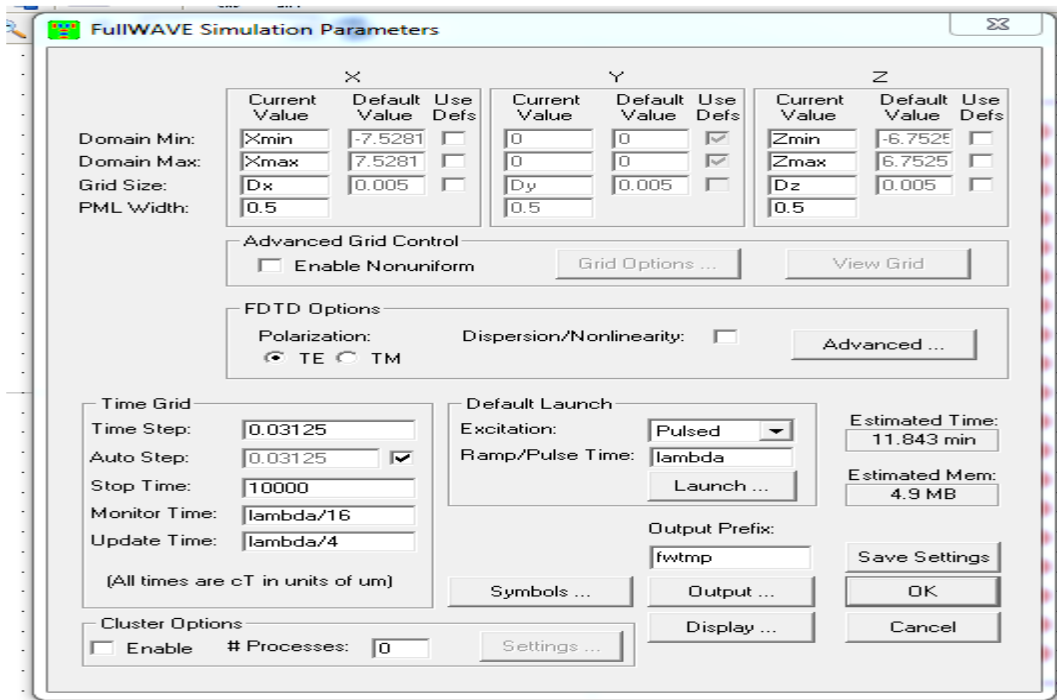 FullWAVE Simulation Parameters
X Y Z
Current Default Use Current Default Use Current Default Use
Value Value Defs Value Value Defs Value Value Defs
Domain Min: Xmin -7.5281 0 0 Zmin -6.7525
Domain Max: Xmax 7.5281 0 0 Zmax 6.7525
Grid Size: Dx 0.005 Dy 0.005 Dz 0.005
PML Width: 0.5 0.5 0.5
Advanced Grid Control
Enable Nonuniform Grid Options ... View Grid
FDTD Options
Polarization: Dispersion/Nonlinearity: Advanced ...
TE TM
Time Grid Default Launch
Time Step: 0.03125 Excitation: Pulsed Estimated Time:
11.843 min
Auto Step: 0.03125 Ramp/Pulse Time: lambda
Stop Time: 10000 Launch ... Estimated Mem:
4.9 MB
Monitor Time: lambda/16 Output Prefix:
Update Time: lambda/4 fwtmp Save Settings
(All times are cT in units of um) Symbols ... Output ... OK
Cluster Options Display ... Cancel
Enable # Processes: 0 Settings ...